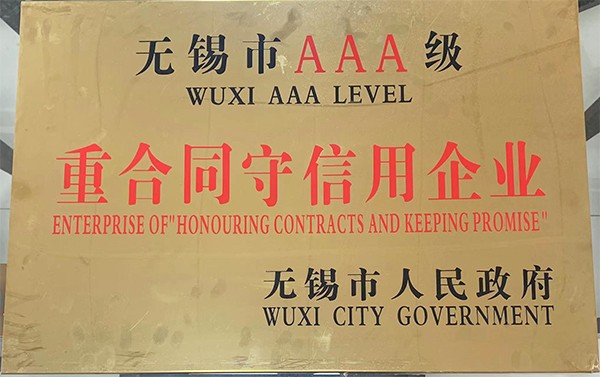 无锡市AAA级
WUXI AAA LEVEL
重合同守信用企业
ENTERPRISE OF"HONOURING CONTRACTS AND KEEPING PROMISE"
无锡市人民政府
WUXI CITY GOVERNMENT